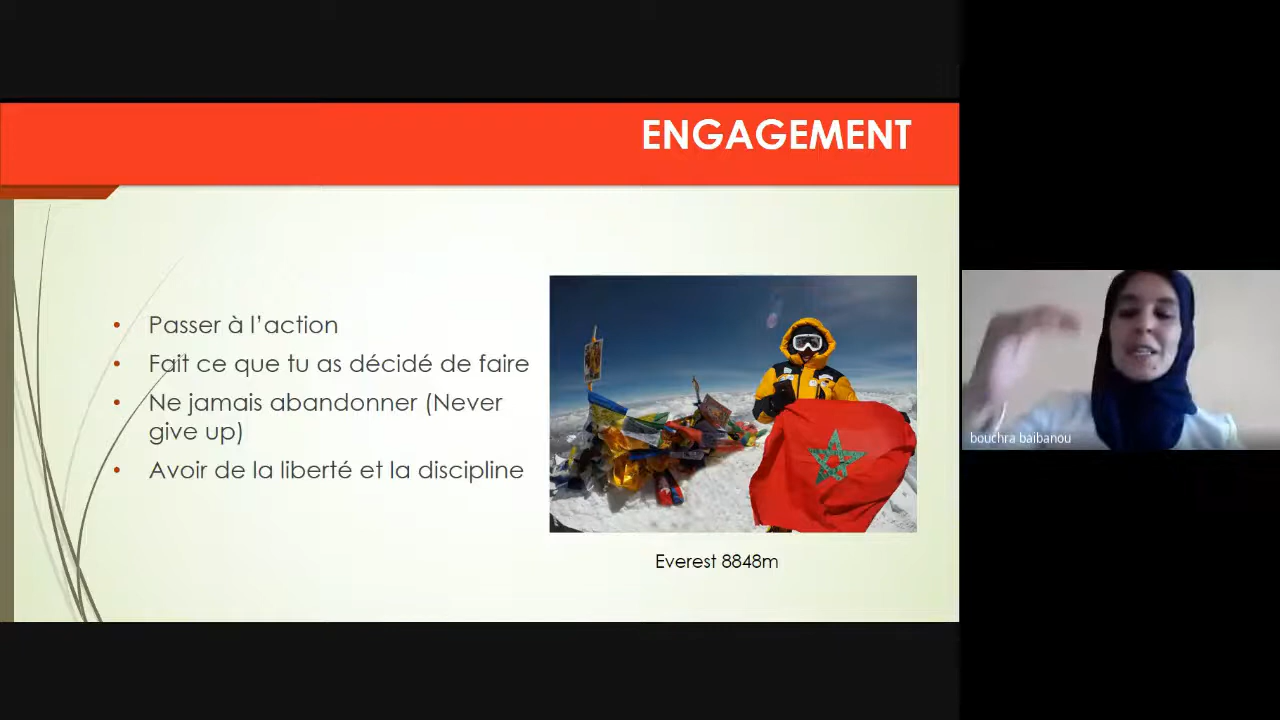 ENGAGEMENT
• Passer à l’action
• Fait ce que tu as décidé de faire
• Ne jamais abandonner (Never
give up)
• Avoir de la liberté et la discipline
Everest 8848m
bouchra baibanou